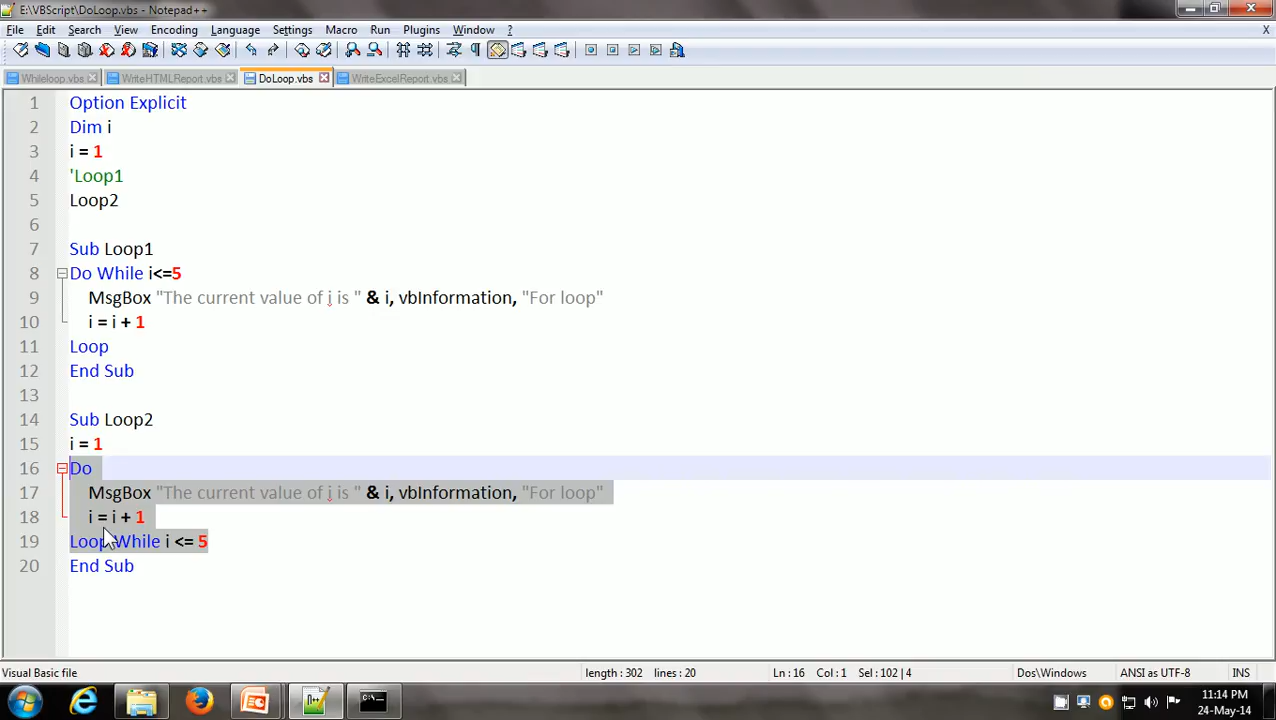 E:\VBScript\DoLoop.vbs - Notepad++
File Edit Search View Encoding Language Settings Macro Run Plugins Window ? X
Whileloop.vbs WriteHTMLReport.vbs DoLoop.vbs WriteExcelReport.vbs
1 Option Explicit
2 Dim i
3 i = 1
4 'Loop1
5 Loop2
6
7 Sub Loop1
8 Do While i<=5
9 MsgBox "The current value of i is " & i, vbInformation, "For loop"
10 i = i + 1
11 Loop
12 End Sub
13
14 Sub Loop2
15 i = 1
16 Do
17 MsgBox "The current value of i is " & i, vbInformation, "For loop"
18 i = i + 1
19 Loop While i <= 5
20 End Sub
Visual Basic file length : 302 lines : 20 Ln : 16 Col : 1 Sel : 102 | 4 Dos\Windows ANSI as UTF-8 INS
11:14 PM
24-May-14